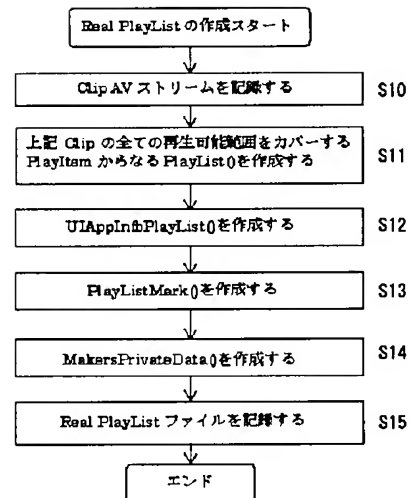 Real PlayList の作成スタート
Clip AV ストリームを記録する
S10
上記 Clip の全ての再生可能範囲をカバーする
PlayItem からなる PlayList()を作成する
S11
UIAppInfoPlayList()を作成する
S12
PlayListMark()を作成する
S13
MakersPrivateData()を作成する
S14
Real PlayList ファイルを記録する
S15
エンド